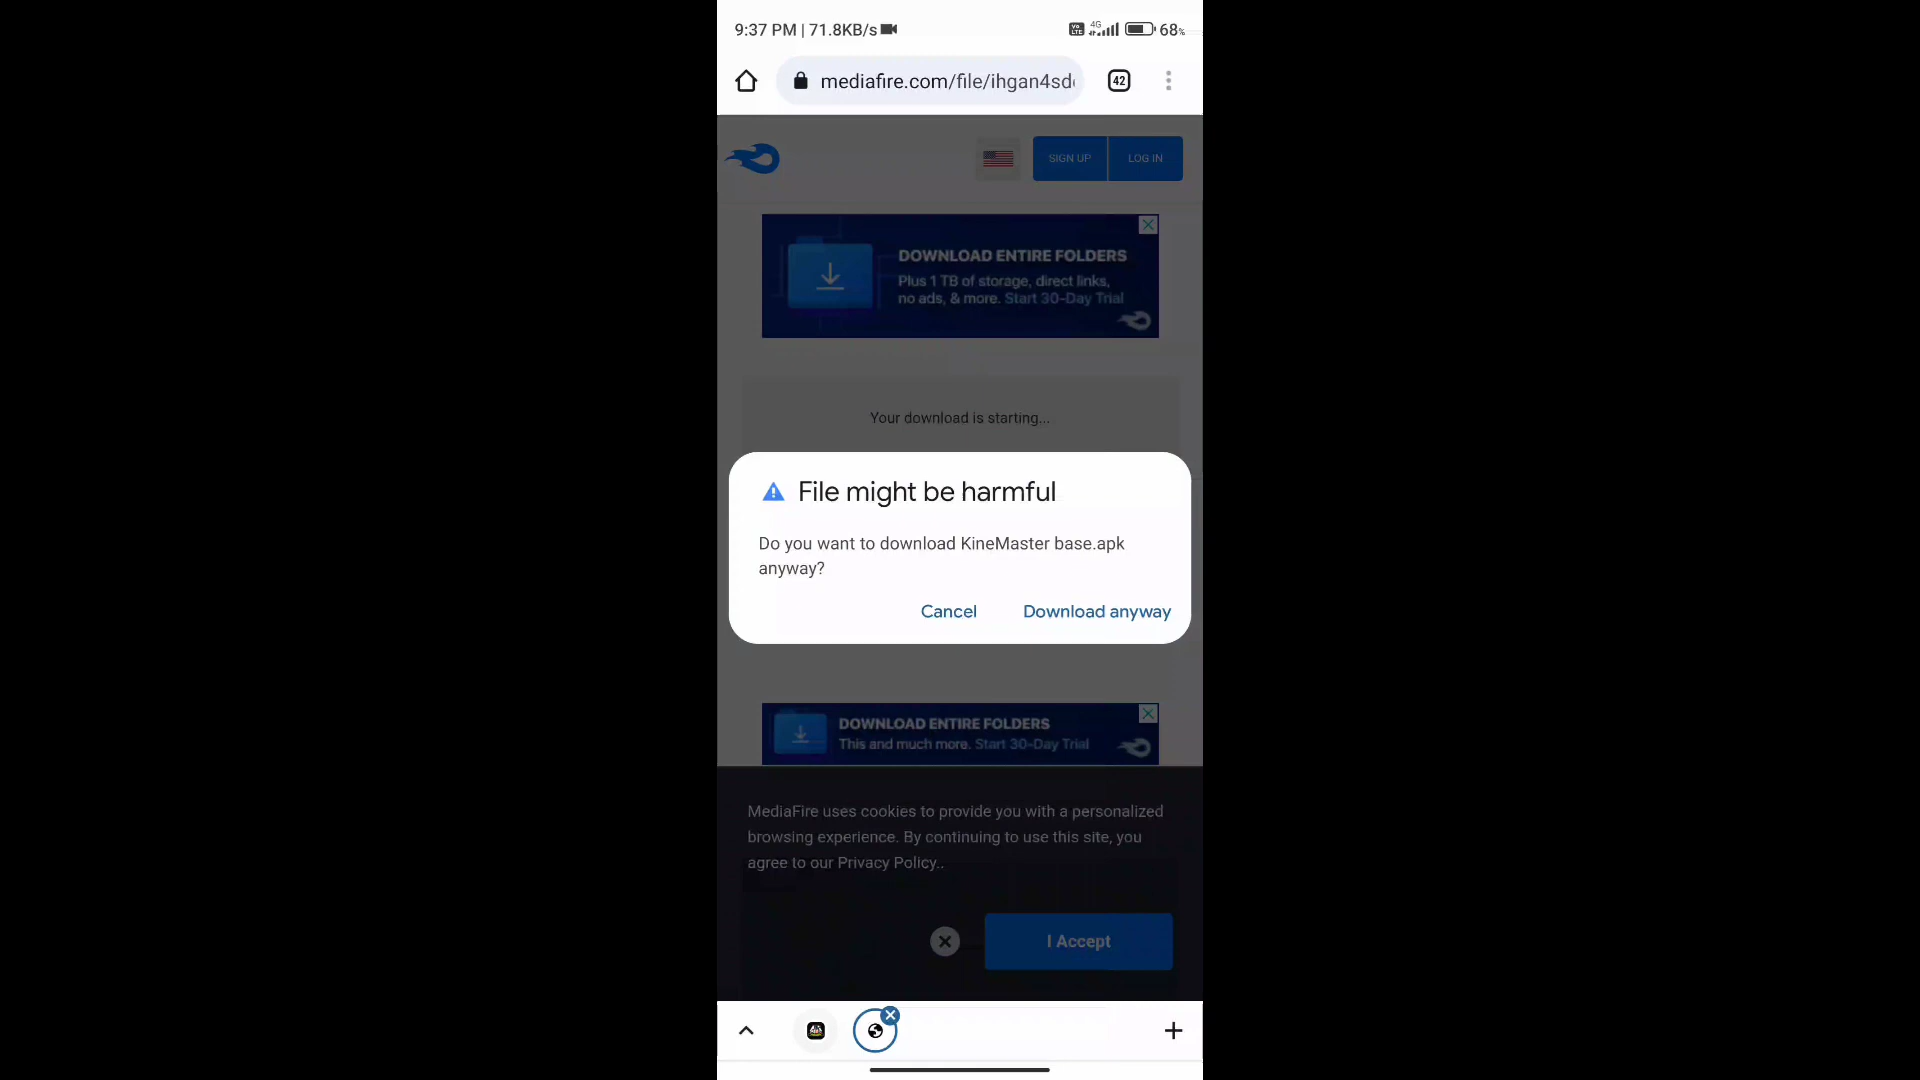 9:37 PM | 71.8KB/s
Vo LTE 4G 68%
mediafire.com/file/ihgan4sd
42
SIGN UP
LOG IN
DOWNLOAD ENTIRE FOLDERS
Plus 1 TB of storage, direct links,
no ads, & more. Start 30-Day Trial
Your download is starting...
File might be harmful
Do you want to download KineMaster base.apk
anyway?
Cancel
Download anyway
DOWNLOAD ENTIRE FOLDERS
This and much more. Start 30-Day Trial
MediaFire uses cookies to provide you with a personalized
browsing experience. By continuing to use this site, you
agree to our Privacy Policy..
I Accept